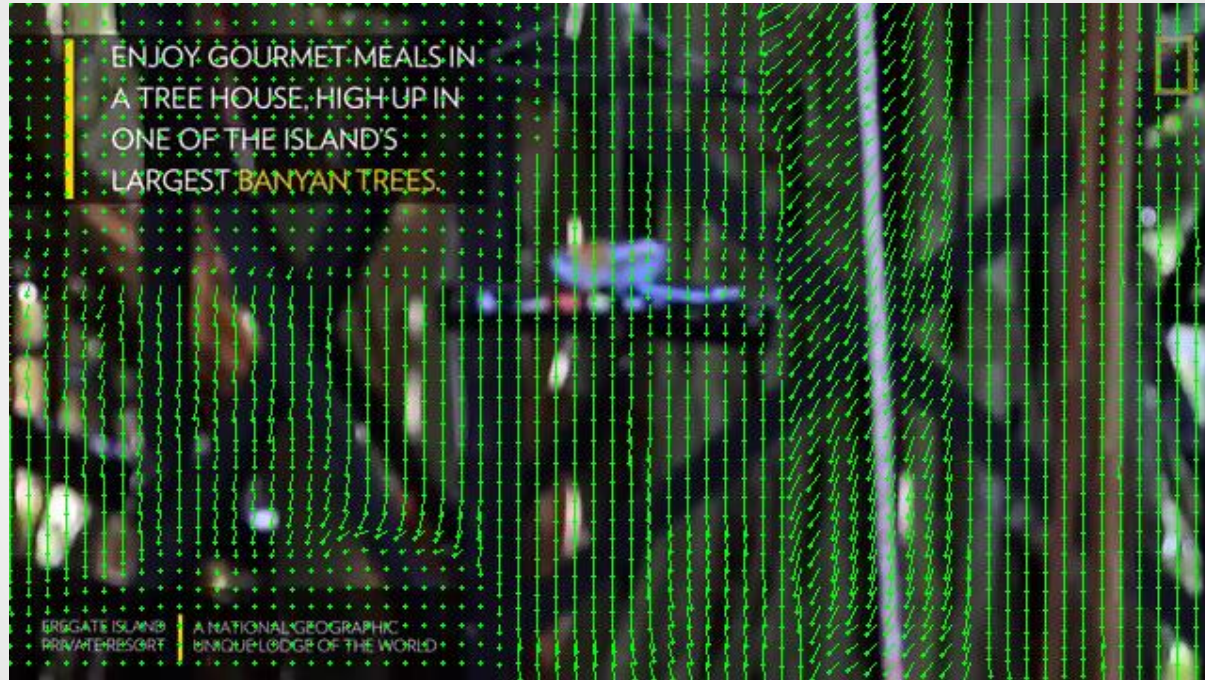 ENJOY GOURMET MEALS IN
A TREE HOUSE, HIGH UP IN
ONE OF THE ISLAND'S
LARGEST BANYAN TREES.
FREGATE ISLAND
PRIVATE RESORT
A NATIONAL GEOGRAPHIC
UNIQUE LODGE OF THE WORLD